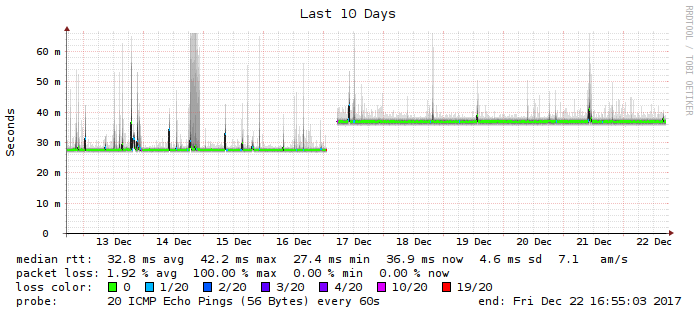 Last 10 Days
RRDTOOL / TOBI OETIKER
Seconds
60 m
50 m
40 m
30 m
20 m
10 m
0
13 Dec 14 Dec 15 Dec 16 Dec 17 Dec 18 Dec 19 Dec 20 Dec 21 Dec 22 Dec
median rtt: 32.8 ms avg 42.2 ms max 27.4 ms min 36.9 ms now 4.6 ms sd 7.1 am/s
packet loss: 1.92 % avg 100.00 % max 0.00 % min 0.00 % now
loss color: 0 1/20 2/20 3/20 4/20 10/20 19/20
probe: 20 ICMP Echo Pings (56 Bytes) every 60s end: Fri Dec 22 16:55:03 2017